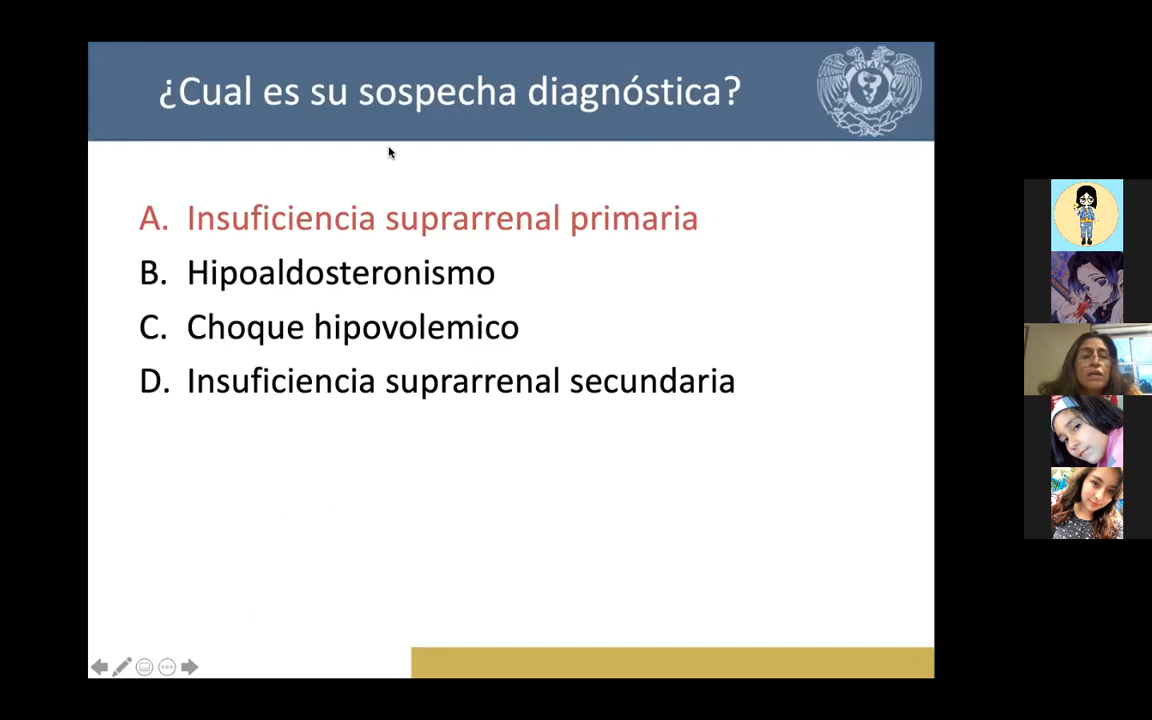 ¿Cual es su sospecha diagnóstica?
A. Insuficiencia suprarrenal primaria
B. Hipoaldosteronismo
C. Choque hipovolemico
D. Insuficiencia suprarrenal secundaria